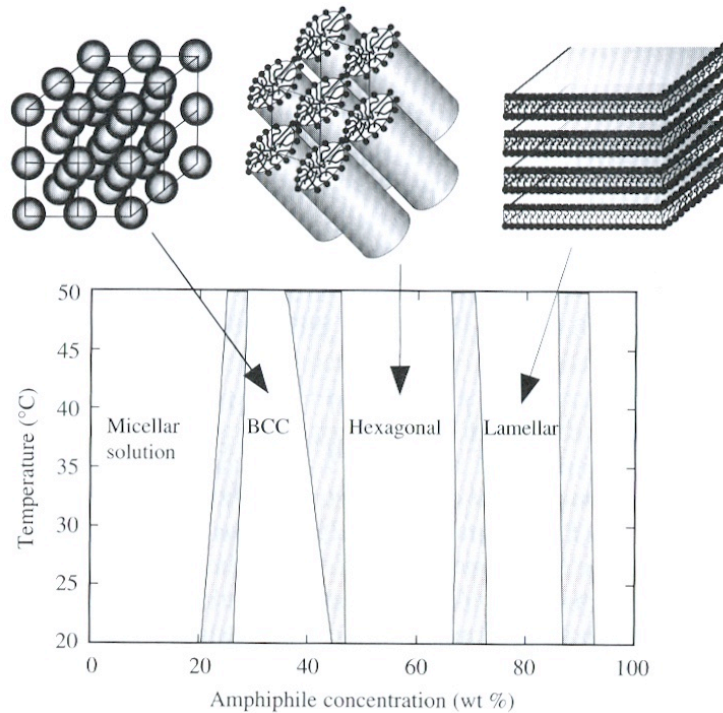 50
45
40
35
30
25
20
Temperature (°C)
Micellar
solution
BCC
Hexagonal
Lamellar
0
20
40
60
80
100
Amphiphile concentration (wt %)